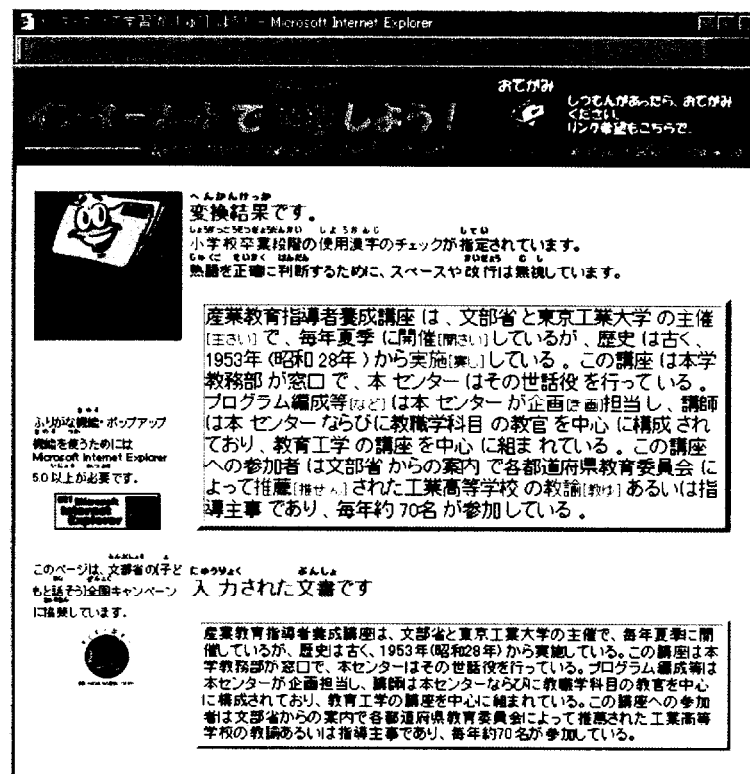 Microsoft Internet Explorer
で しよう!
おてがみ
しつもんがあったら、おてがみ
ください。
リンク希望もこちらで。
へんかんけっか
変換結果です。
小学校卒業段階の使用漢字のチェックが指定されています。
熟語を正確に判断するために、スペースや改行は無視しています。
産業教育指導者養成講座 は 、文部省 と東京工業大学 の主催
[主さい] で 、毎年夏季 に開催[開さい]しているが 、歴史 は古く 、
1953年 (昭和 28年 ) から実施[実し]している 。この講座 は本学
教務部 が窓口 で 、本 センター はその世話役 を行って いる 。
プログラム編成等[など] は本 センター が企画[き画]担当 し 、講師
は本 センター ならびに教職学科目 の教官 を中心 に構成 され
ており 、教育工学 の講座 を中心 に組ま れている 。この講座
への参加者 は文部省 からの案内 で各都道府県教育委員会 に
よって推薦[推せん] された工業高等学校 の教諭[教ゆ] あるいは指
導主事 であり 、毎年約 70名 が参加している 。
ふりがな機能・ポップアップ
機能を使うためには
Microsoft Internet Explorer
5.0 以上が必要です。
Microsoft
Internet
Explorer
このページは、文部省の[子ど
もと話そう]全国キャンペーン
に協賛しています。
にゅうりょく ぶんしょ
入 力された文書です
産業教育指導者養成講座は、文部省と東京工業大学の主催で、毎年夏季に開
催しているが、歴史は古く、1953年(昭和28年)から実施している。この講座は本
学教務部が窓口で、本センターはその世話役を行っている。プログラム編成等は
本センターが企画担当し、講師は本センターならびに教職学科目の教官を中心
に構成されており、教育工学の講座を中心に組まれている。この講座への参加
者は文部省からの案内で各都道府県教育委員会によって推薦された工業高等
学校の教諭あるいは指導主事であり、毎年約70名が参加している。